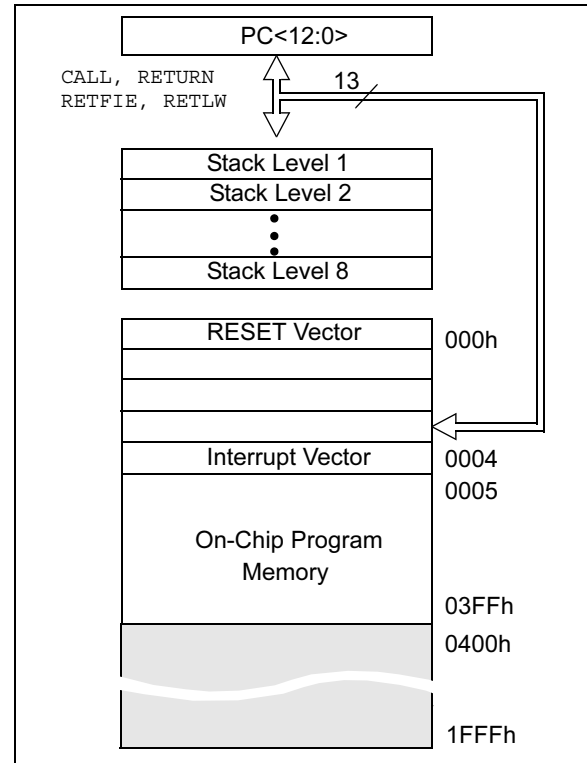 PC<12:0>
CALL, RETURN
RETFIE, RETLW
13
Stack Level 1
Stack Level 2
Stack Level 8
RESET Vector
000h
Interrupt Vector
0004
0005
On-Chip Program
Memory
03FFh
0400h
1FFFh